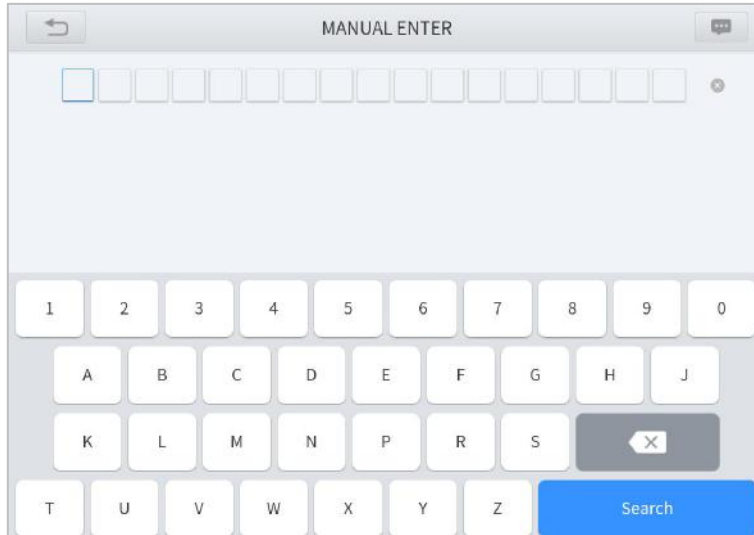 MANUAL ENTER
1 2 3 4 5 6 7 8 9 0
A B C D E F G H J
K L M N P R S
T U V W X Y Z Search